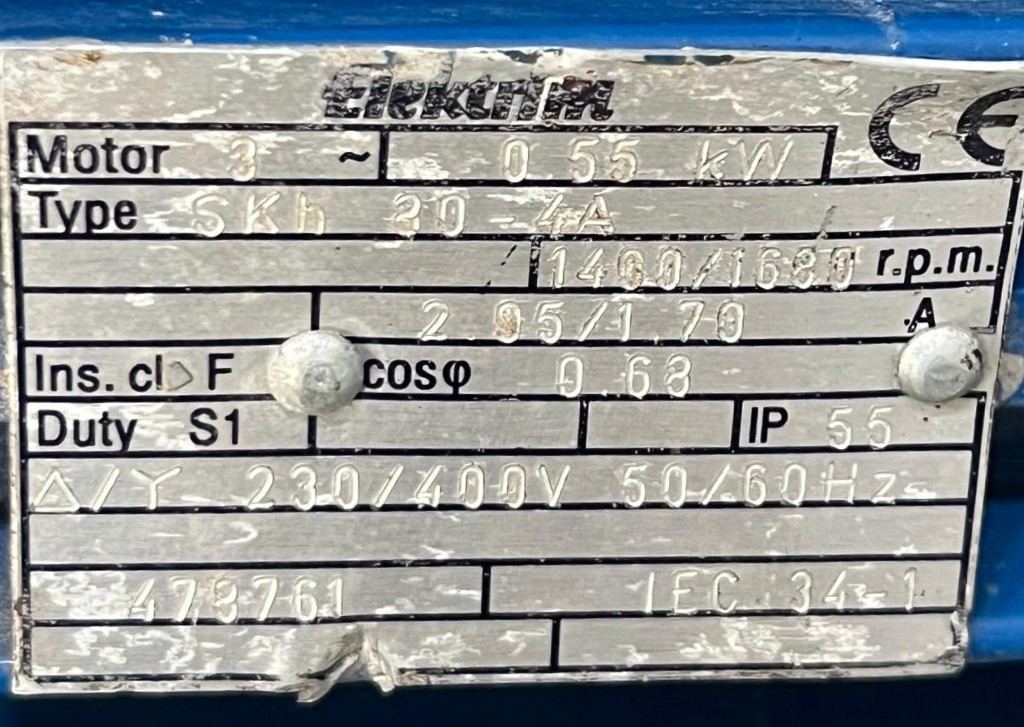 Elektrim CE
Motor 3 ~ 0.55 kW
Type SKh 80-4A
1400/1680 r.p.m.
2.95/1.70 A
Ins. cl. F cosφ 0.68
Duty S1 IP 55
Δ/Y 230/400V 50/60Hz
478761 IEC 34-1